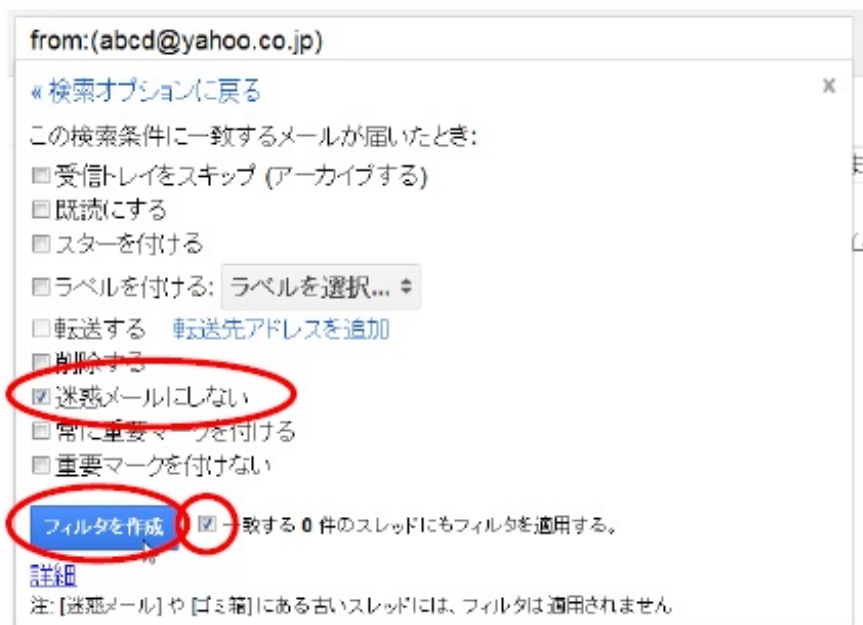 from:(abcd@yahoo.co.jp)
«検索オプションに戻る
x
この検索条件に一致するメールが届いたとき:
受信トレイをスキップ (アーカイブする)
既読にする
スターを付ける
ラベルを付ける: ラベルを選択...
転送する 転送先アドレスを追加
削除する
迷惑メールにしない
常に重要マークを付ける
重要マークを付けない
フィルタを作成 一致する 0 件のスレッドにもフィルタを適用する。
詳細
注: [迷惑メール] や [ゴミ箱] にある古いスレッドには、フィルタは適用されません